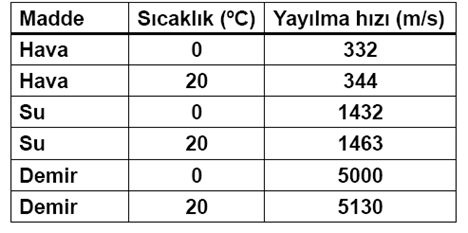 Madde Sıcaklık (ºC) Yayılma hızı (m/s)
Hava 0 332
Hava 20 344
Su 0 1432
Su 20 1463
Demir 0 5000
Demir 20 5130